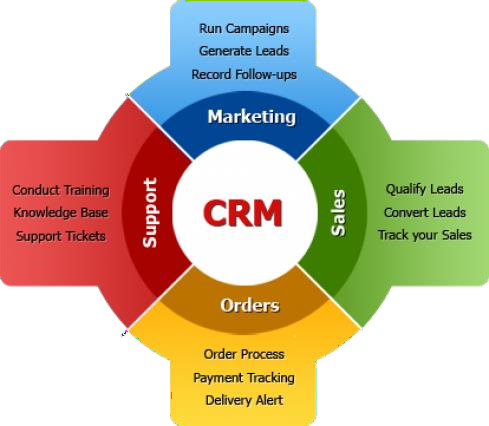 Run Campaigns
Generate Leads
Record Follow-ups
Marketing
Conduct Training
Knowledge Base
Support Tickets
Support
CRM
Sales
Qualify Leads
Convert Leads
Track your Sales
Orders
Order Process
Payment Tracking
Delivery Alert